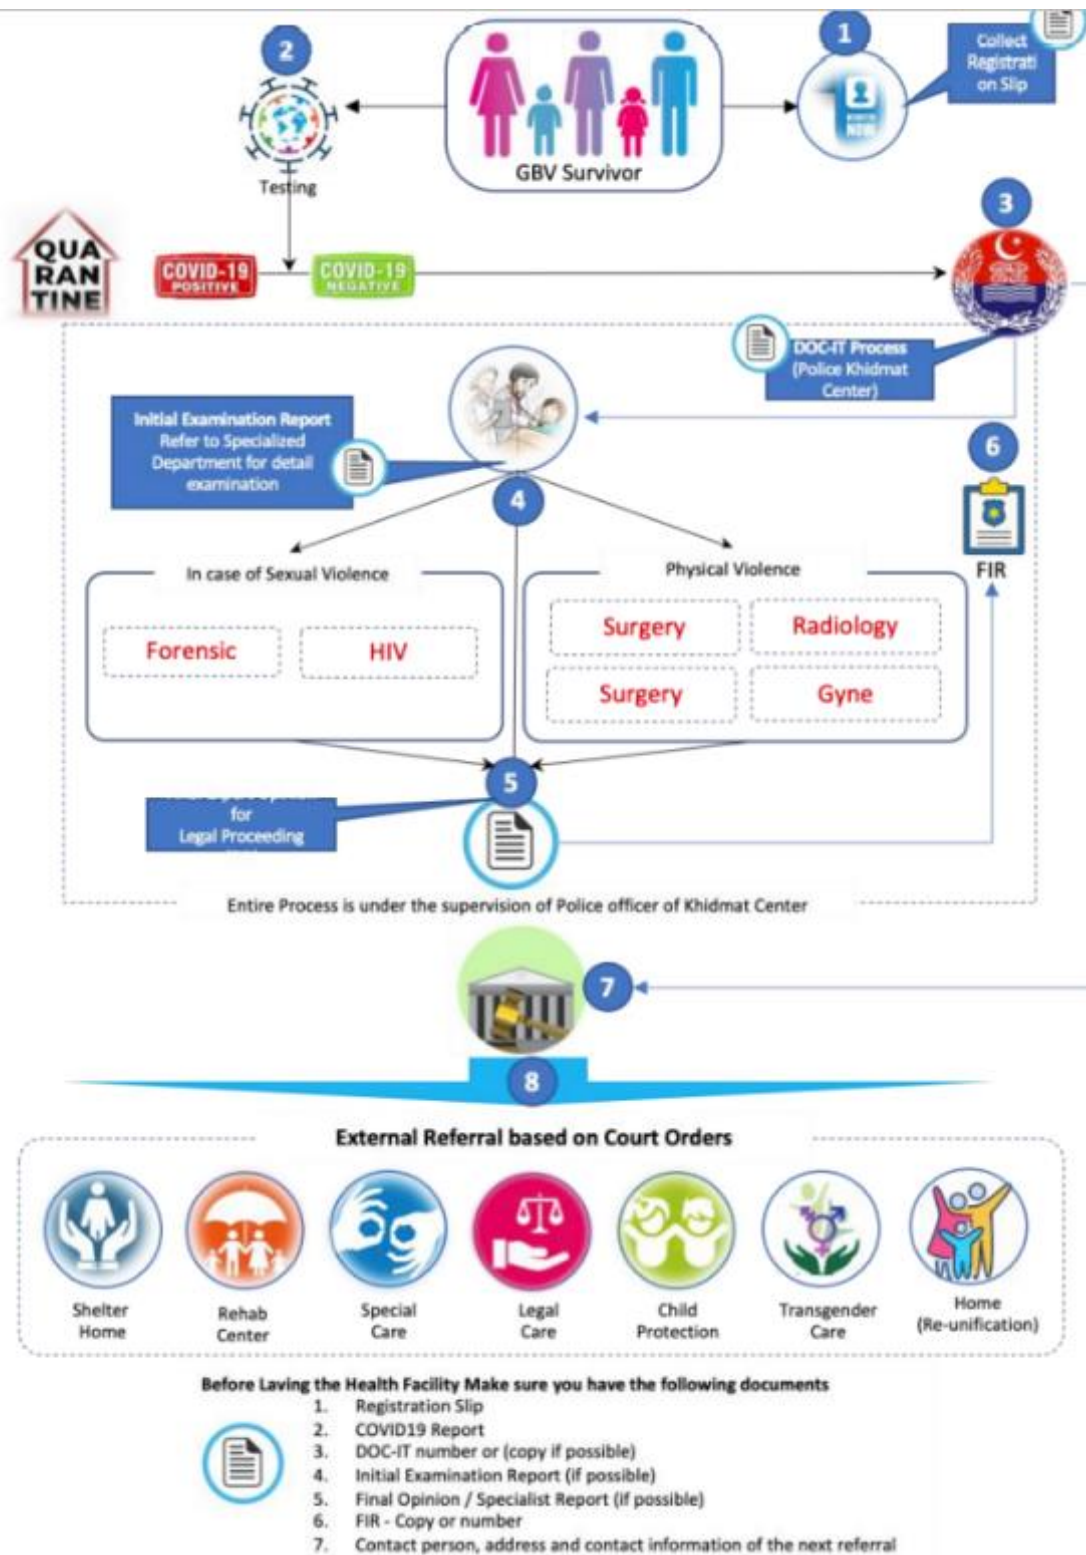 2
1
Collect
Registrati
on Slip
NOW
GBV Survivor
Testing
3
QUA
RAN
TINE
COVID-19
POSITIVE
COVID-19
NEGATIVE
DOC-IT Process
(Police Khidmat
Center)
Initial Examination Report
Refer to Specialized
Department for detail
examination
6
4
FIR
In case of Sexual Violence
Physical Violence
Forensic
HIV
Surgery
Radiology
Surgery
Gyne
5
for
Legal Proceeding
Entire Process is under the supervision of Police officer of Khidmat Center
7
8
External Referral based on Court Orders
Shelter
Home
Rehab
Center
Special
Care
Legal
Care
Child
Protection
Transgender
Care
Home
(Re-unification)
Before Laving the Health Facility Make sure you have the following documents
1. Registration Slip
2. COVID19 Report
3. DOC-IT number or (copy if possible)
4. Initial Examination Report (if possible)
5. Final Opinion / Specialist Report (if possible)
6. FIR - Copy or number
7. Contact person, address and contact information of the next referral